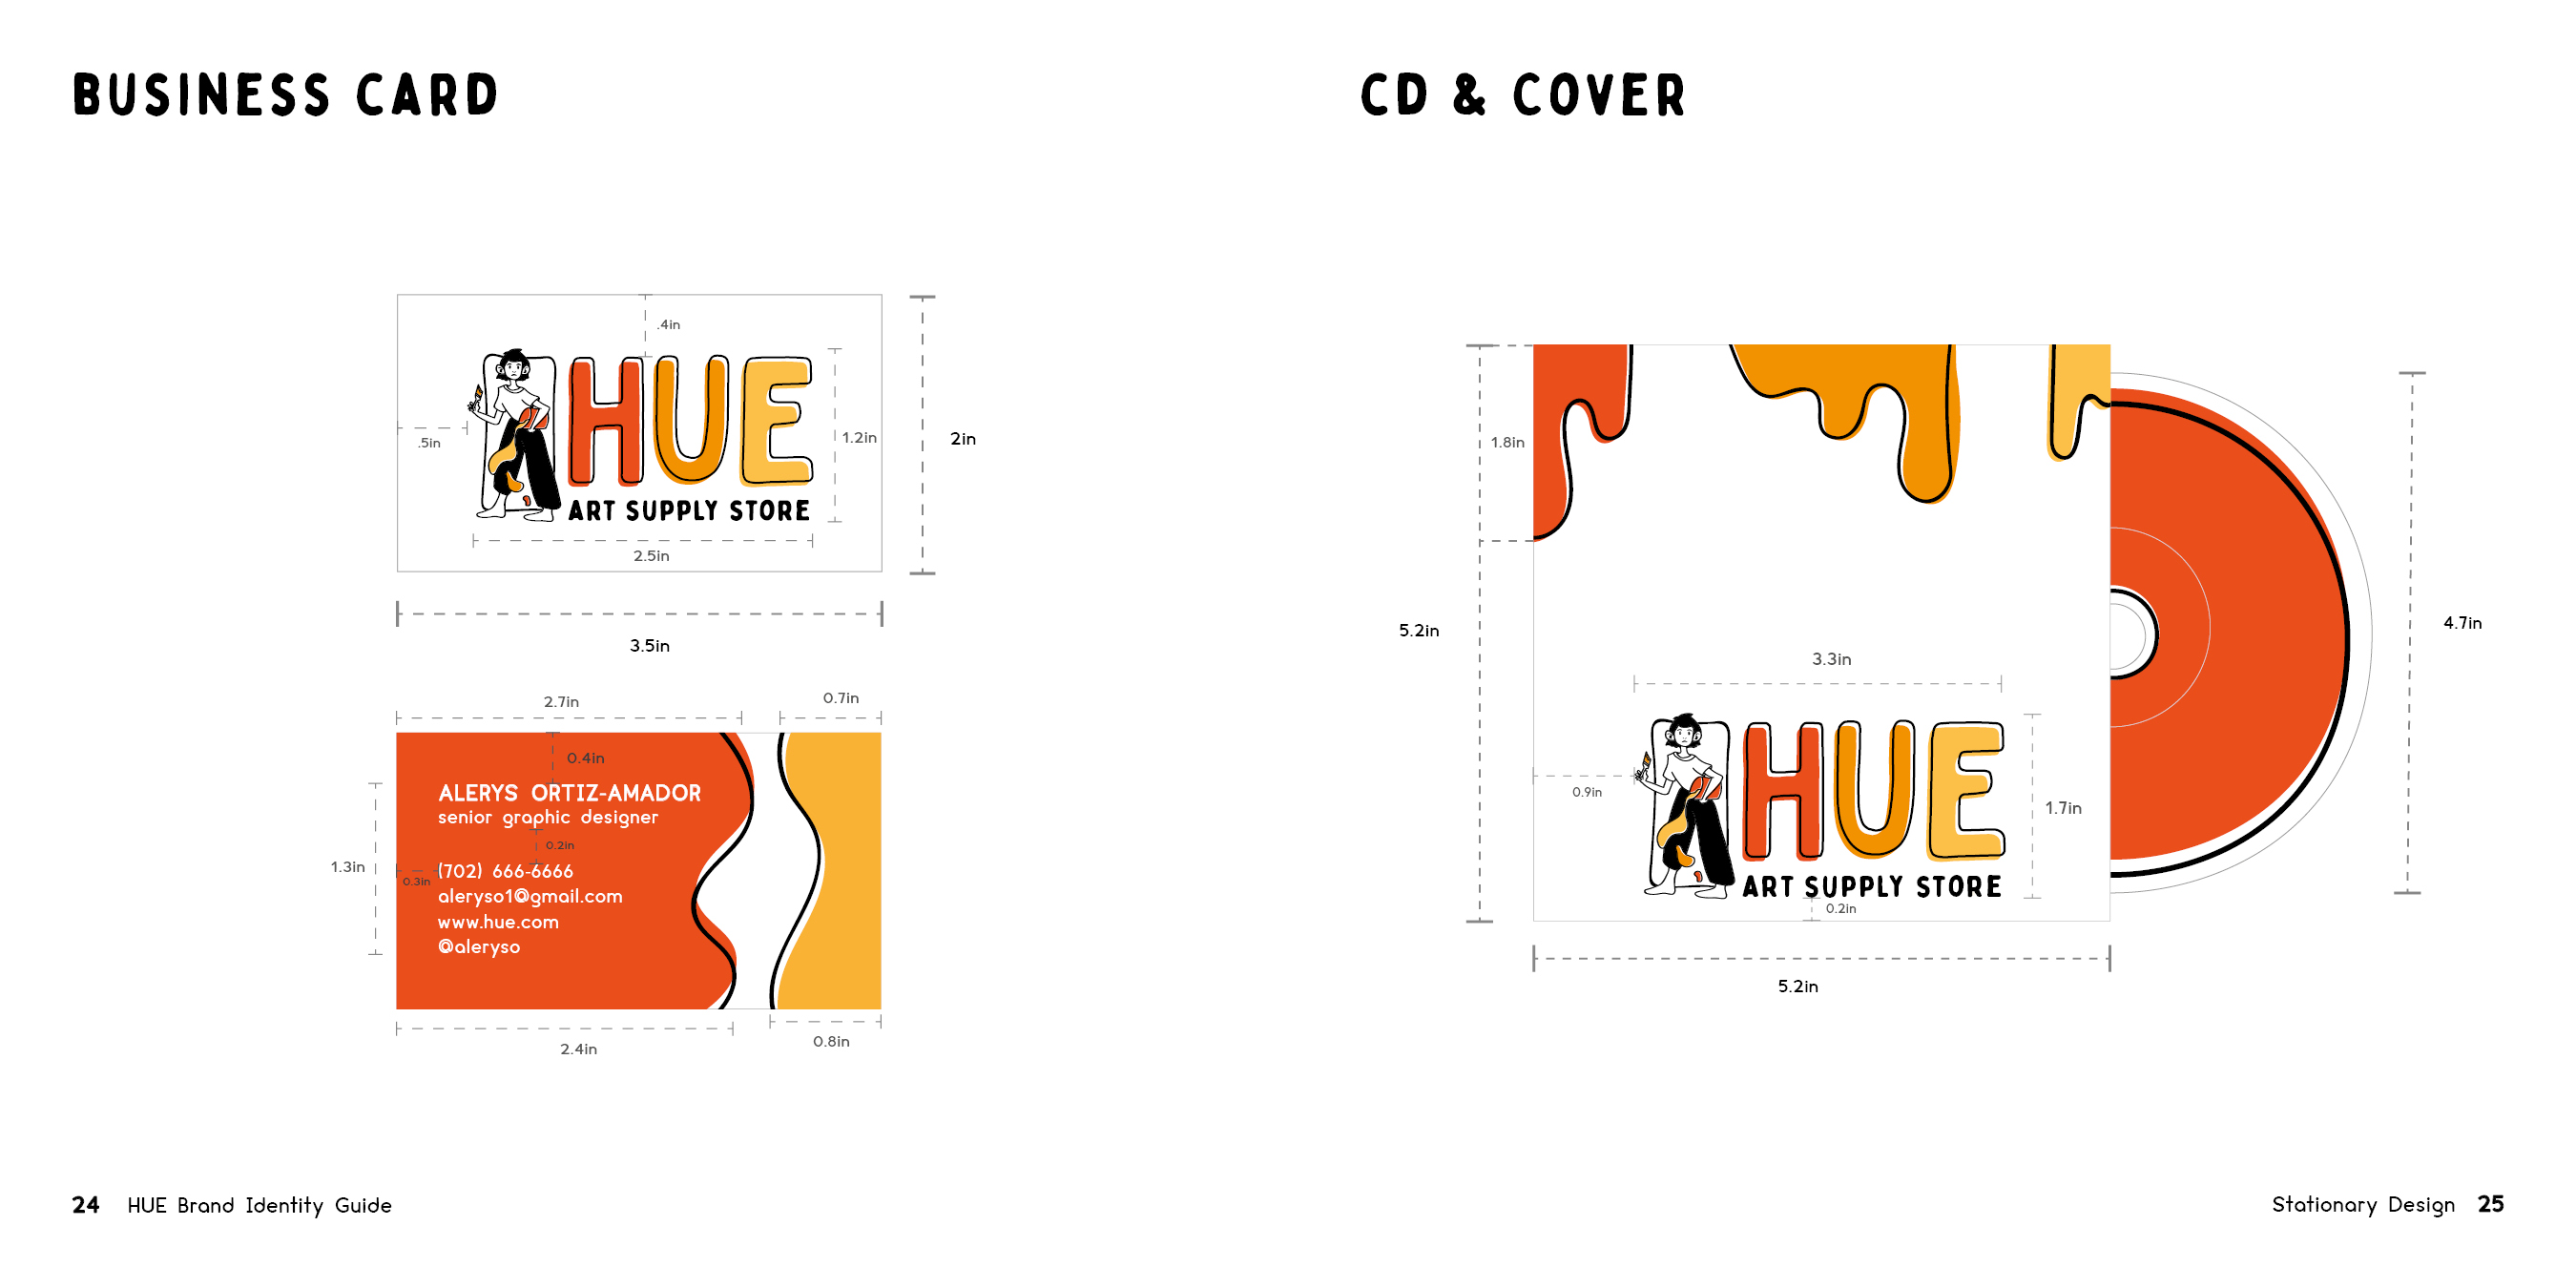 BUSINESS CARD
.4in
.5in
HUE
ART SUPPLY STORE
1.2in
2in
2.5in
3.5in
2.7in
0.7in
0.4in
ALERYS ORTIZ-AMADOR
senior graphic designer
0.2in
1.3in
0.3in
(702) 666-6666
aleryso1@gmail.com
www.hue.com
@aleryso
2.4in
0.8in
24 HUE Brand Identity Guide
CD & COVER
1.8in
5.2in
4.7in
3.3in
0.9in
HUE
ART SUPPLY STORE
1.7in
0.2in
5.2in
Stationary Design 25